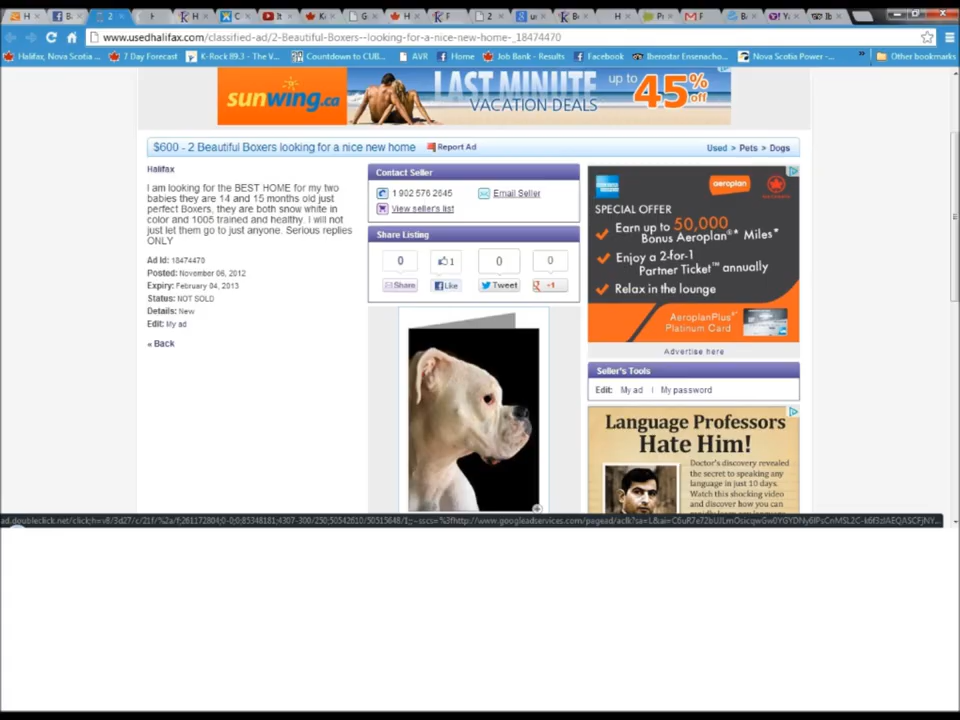 www.usedhalifax.com/classified-ad/2-Beautiful-Boxers--looking-for-a-nice-new-home-_18474470
Halifax, Nova Scotia ...
7 Day Forecast
K-Rock 89.3 - The V...
Countdown to CUB...
AVR
Home
Job Bank - Results
Facebook
Iberostar Ensenacho...
Nova Scotia Power -...
»
Other bookmarks
sunwing.ca
LAST MINUTE
VACATION DEALS
up to
45% off
$600 - 2 Beautiful Boxers looking for a nice new home
Report Ad
Used > Pets > Dogs
Halifax
I am looking for the BEST HOME for my two
babies they are 14 and 15 months old just
perfect Boxers, they are both snow white in
color and 1005 trained and healthy. I will not
just let them go to just anyone. Serious replies
ONLY
Ad Id: 18474470
Posted: November 06, 2012
Expiry: February 04, 2013
Status: NOT SOLD
Details: New
Edit: My ad
« Back
Contact Seller
1 902 576 2645
Email Seller
View seller's list
Share Listing
0
1
0
0
Share
Like
Tweet
+1
AMERICAN EXPRESS
aeroplan
SPECIAL OFFER
Earn up to 50,000
Bonus Aeroplan®* Miles*
Enjoy a 2-for-1
Partner Ticket™ annually
Relax in the lounge
AeroplanPlus®*
Platinum Card
Advertise here
Seller's Tools
Edit: My ad | My password
Language Professors
Hate Him!
Doctor's discovery revealed
the secret to speaking any
language in just 10 days.
Watch this shocking video
and discover how you can